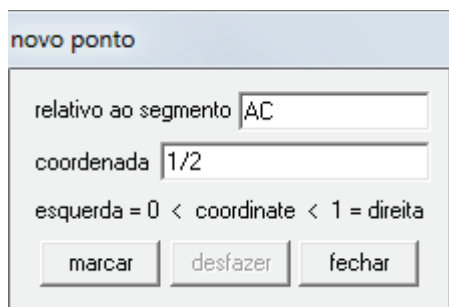 novo ponto
relativo ao segmento AC
coordenada 1/2
esquerda = 0 < coordinate < 1 = direita
marcar desfazer fechar